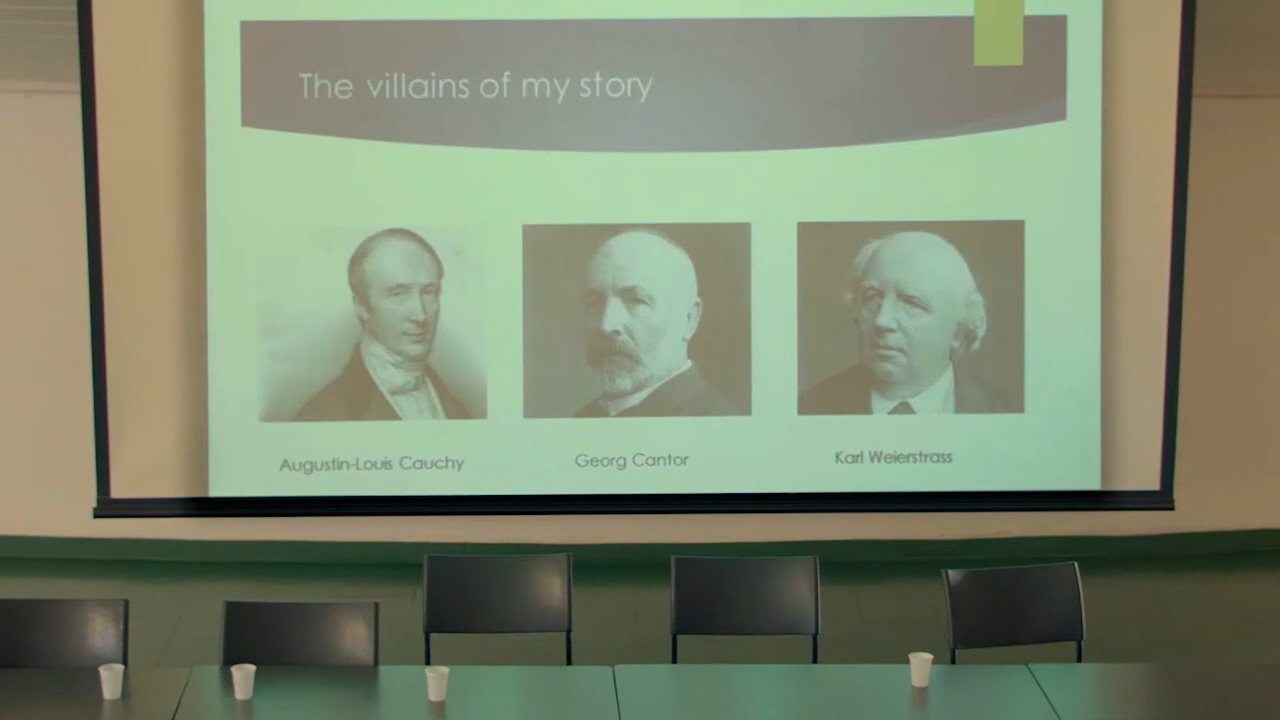 The villains of my story
Augustin-Louis Cauchy
Georg Cantor
Karl Weierstrass